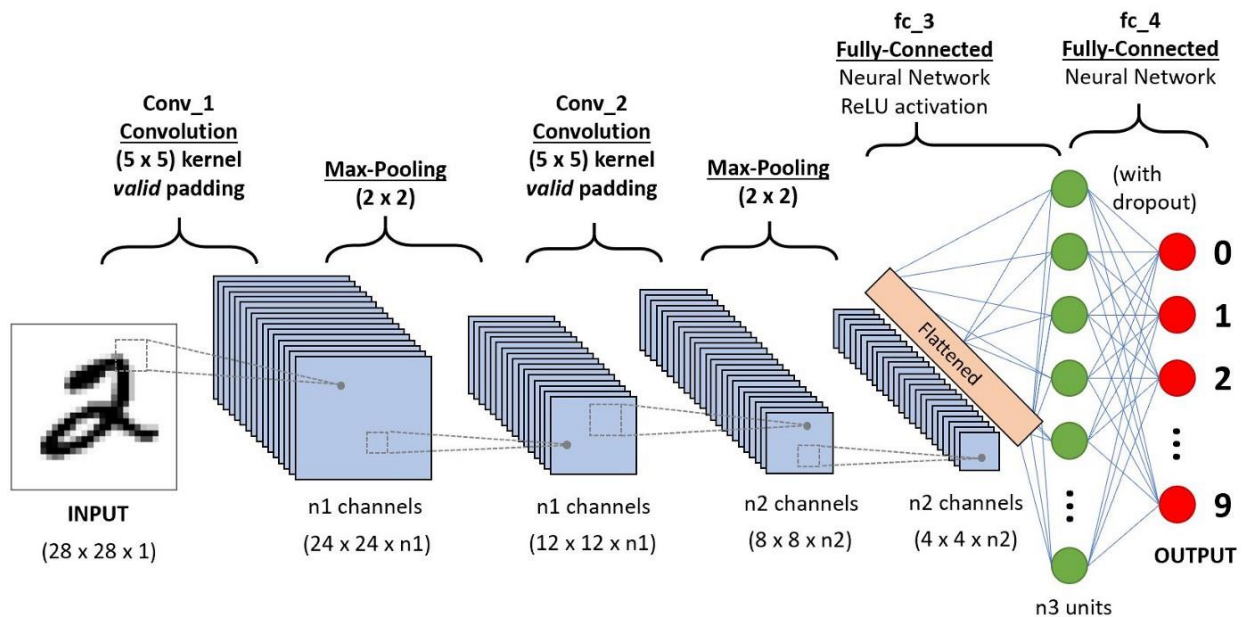 fc_3
Fully-Connected
Neural Network
ReLU activation
fc_4
Fully-Connected
Neural Network
Conv_1
Convolution
(5 x 5) kernel
valid padding
Max-Pooling
(2 x 2)
Conv_2
Convolution
(5 x 5) kernel
valid padding
Max-Pooling
(2 x 2)
(with
dropout)
2
Flattened
0
1
2
⋮
9
⋮
INPUT
(28 x 28 x 1)
n1 channels
(24 x 24 x n1)
n1 channels
(12 x 12 x n1)
n2 channels
(8 x 8 x n2)
n2 channels
(4 x 4 x n2)
OUTPUT
n3 units